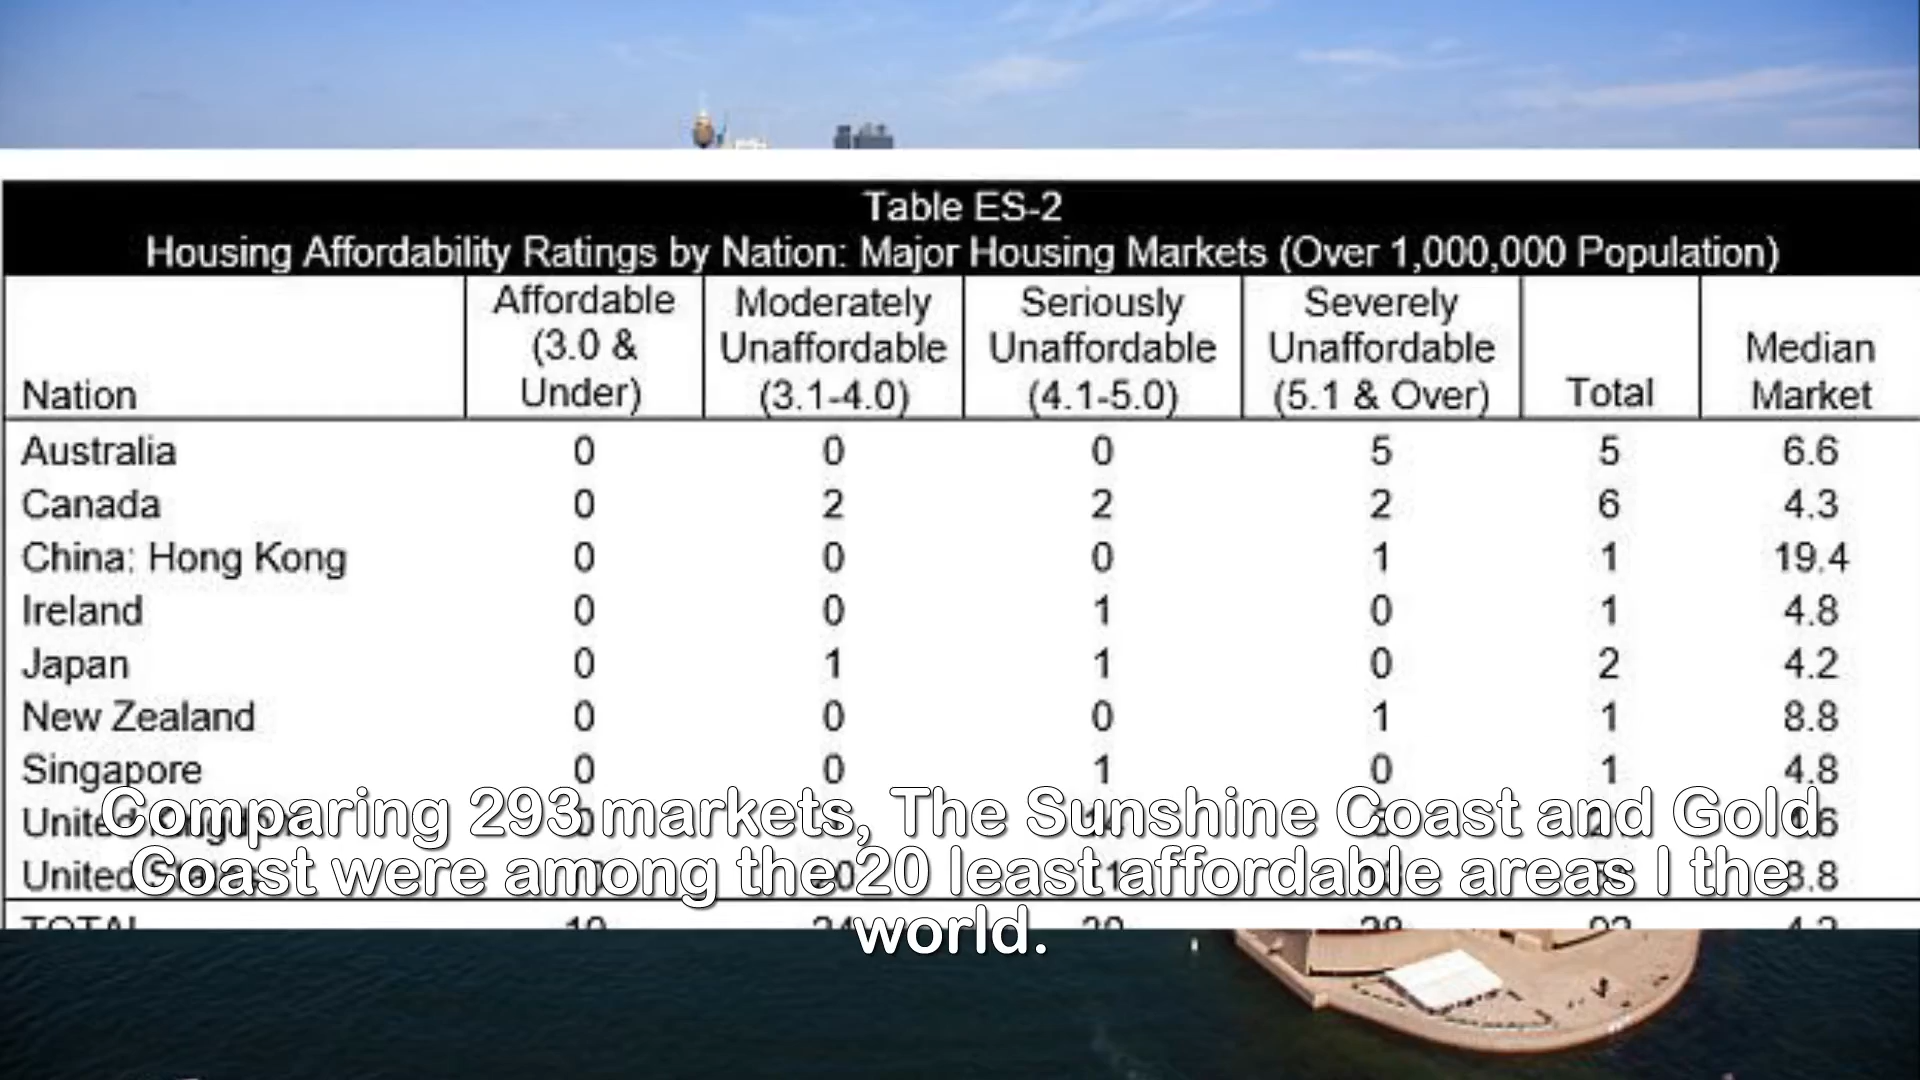 Table ES-2
Housing Affordability Ratings by Nation: Major Housing Markets (Over 1,000,000 Population)
Nation Affordable (3.0 & Under) Moderately Unaffordable (3.1-4.0) Seriously Unaffordable (4.1-5.0) Severely Unaffordable (5.1 & Over) Total Median Market
Australia 0 0 0 5 5 6.6
Canada 0 2 2 2 6 4.3
China: Hong Kong 0 0 0 1 1 19.4
Ireland 0 0 1 0 1 4.8
Japan 0 1 1 0 2 4.2
New Zealand 0 0 0 1 1 8.8
Singapore 0 0 1 0 1 4.8
United
United 3.8
TOTAL
Comparing 293 markets, The Sunshine Coast and Gold
Coast were among the 20 least affordable areas I the
world.